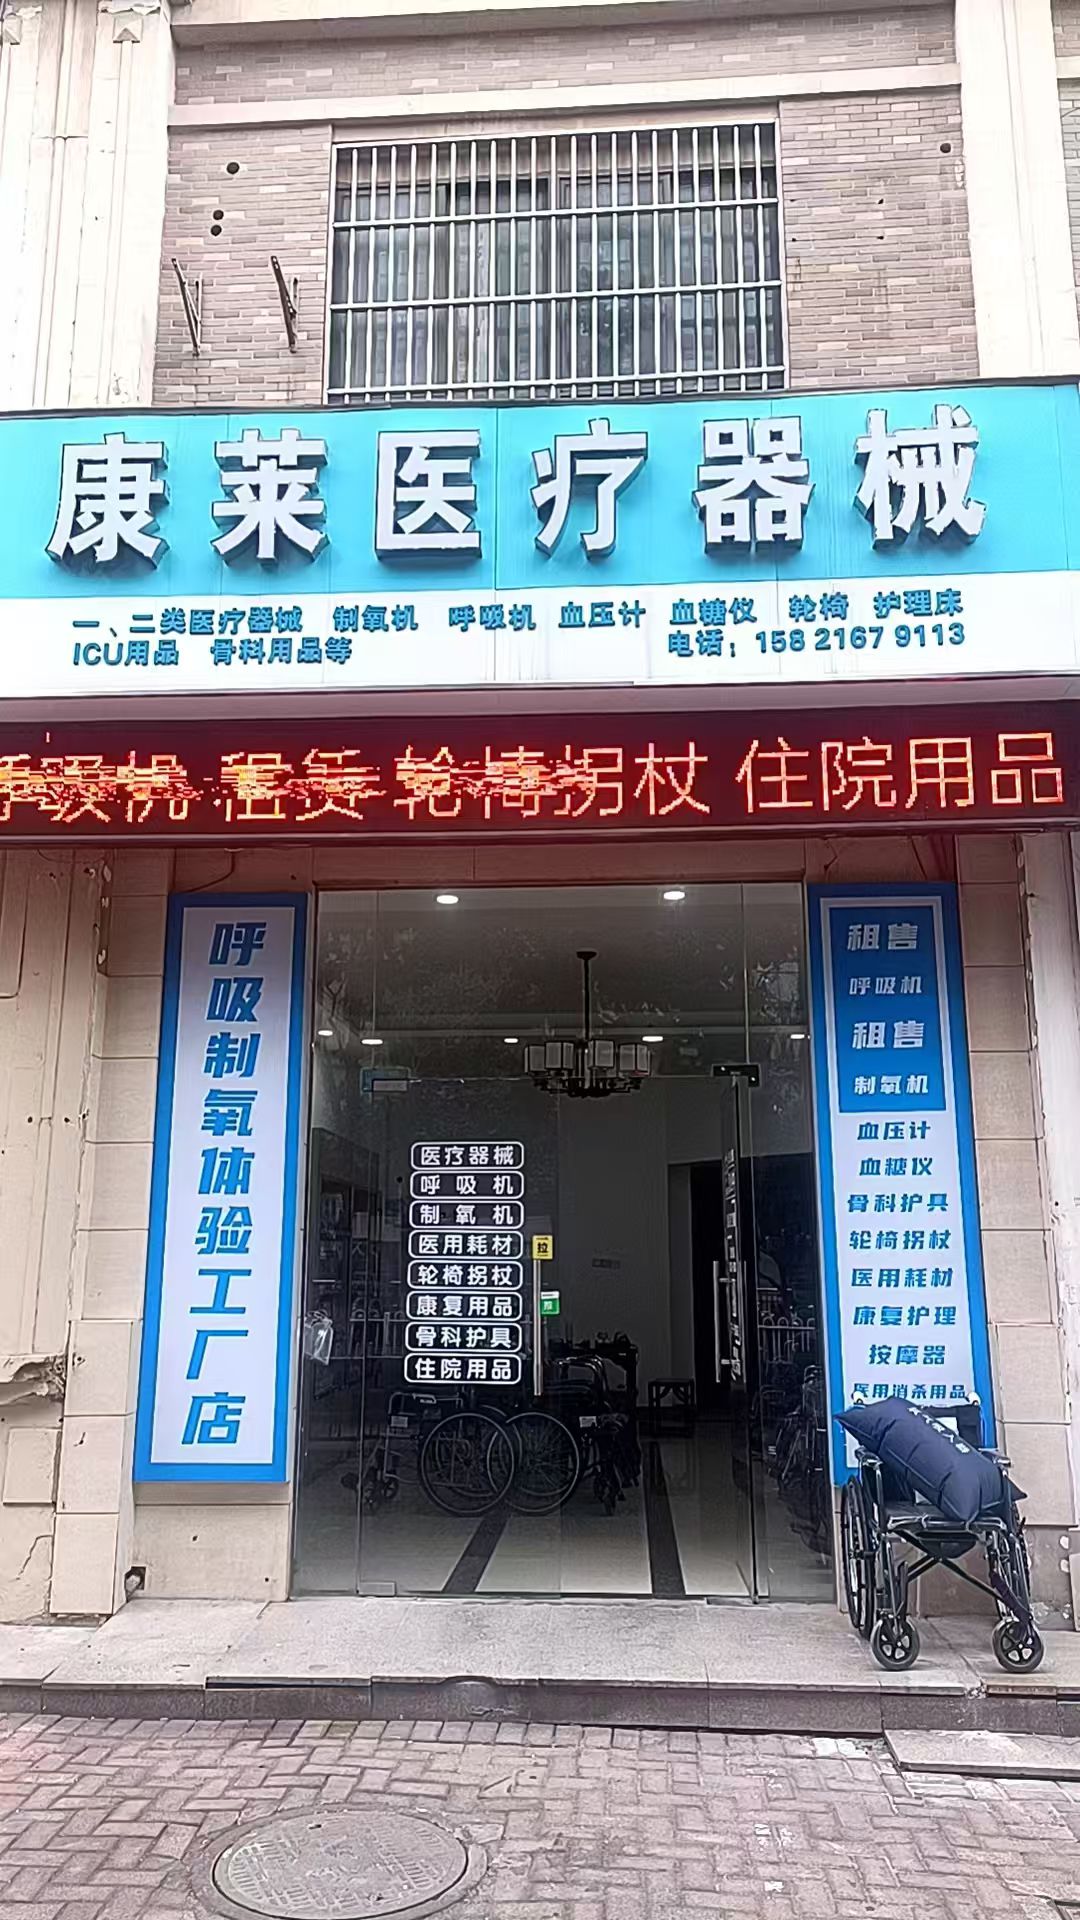 康莱医疗器械
一、二类医疗器械 制氧机 呼吸机 血压计 血糖仪 轮椅 护理床
ICU用品 骨科用品等 电话：158 2167 9113
呼吸机 租赁 轮椅拐杖 住院用品
呼吸制氧体验工厂店
医疗器械
呼吸机
制氧机
医用耗材
轮椅拐杖
康复用品
骨科护具
住院用品
拉
推
租售
呼吸机
租售
制氧机
血压计
血糖仪
骨科护具
轮椅拐杖
医用耗材
康复护理
按摩器
医用消杀用品